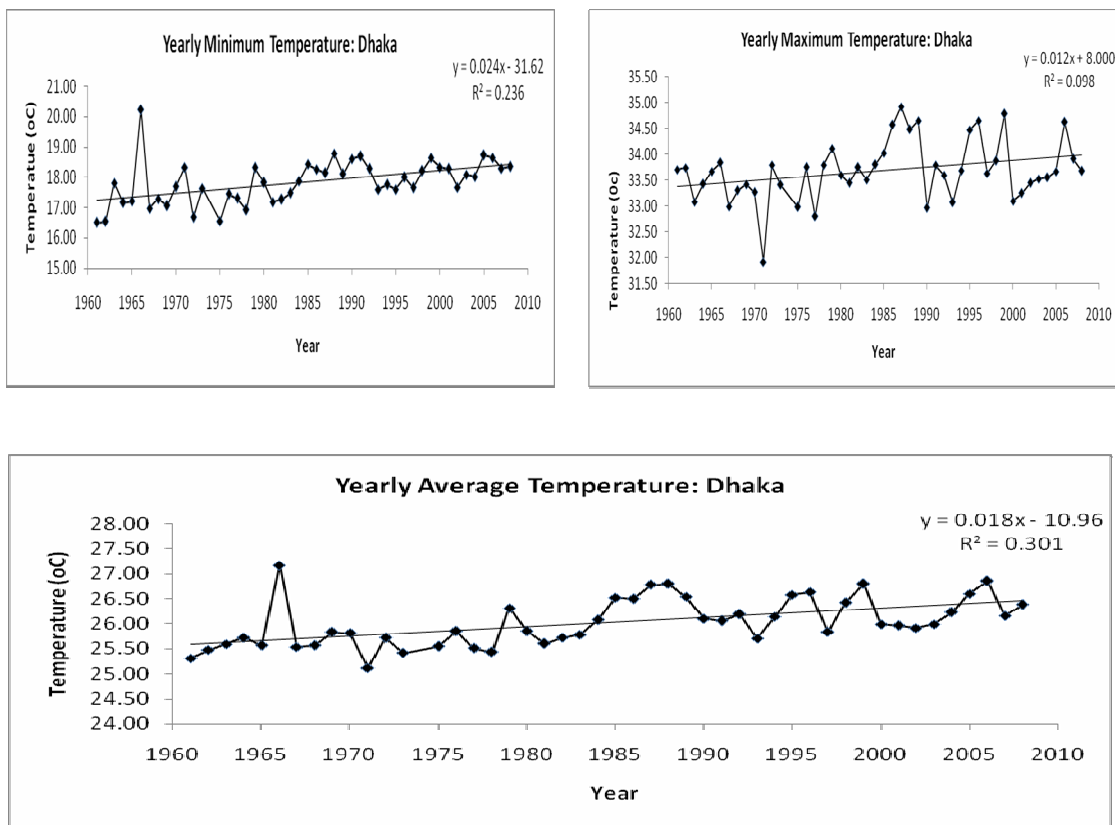 Yearly Minimum Temperature: Dhaka
y = 0.024x - 31.62
R² = 0.236
21.00
20.00
19.00
18.00
17.00
16.00
15.00
Temperatue (oC)
1960 1965 1970 1975 1980 1985 1990 1995 2000 2005 2010
Year
Yearly Maximum Temperature: Dhaka
y = 0.012x + 8.000
R² = 0.098
35.50
35.00
34.50
34.00
33.50
33.00
32.50
32.00
31.50
Temperature (0c)
1960 1965 1970 1975 1980 1985 1990 1995 2000 2005 2010
Year
Yearly Average Temperature: Dhaka
y = 0.018x - 10.96
R² = 0.301
28.00
27.50
27.00
26.50
26.00
25.50
25.00
24.50
24.00
Temperature (oC)
1960 1965 1970 1975 1980 1985 1990 1995 2000 2005 2010
Year